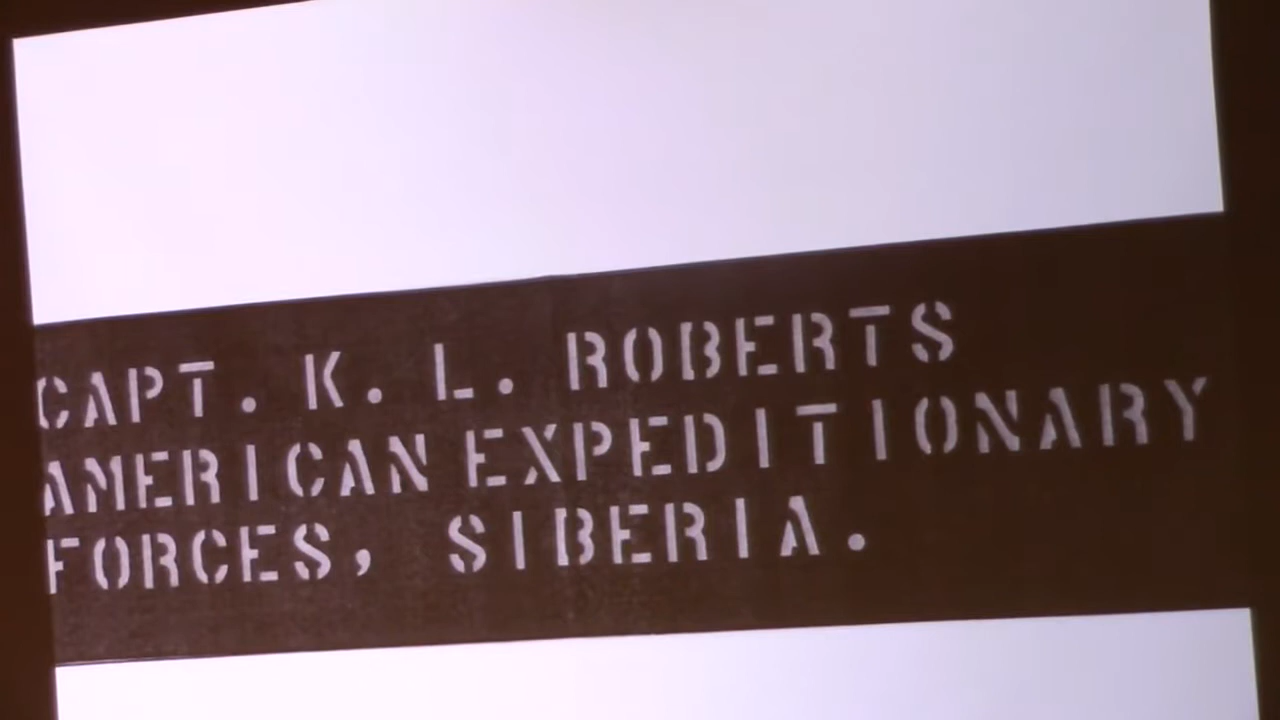 CAPT. K. L. ROBERTS
AMERICAN EXPEDITIONARY
FORCES, SIBERIA.